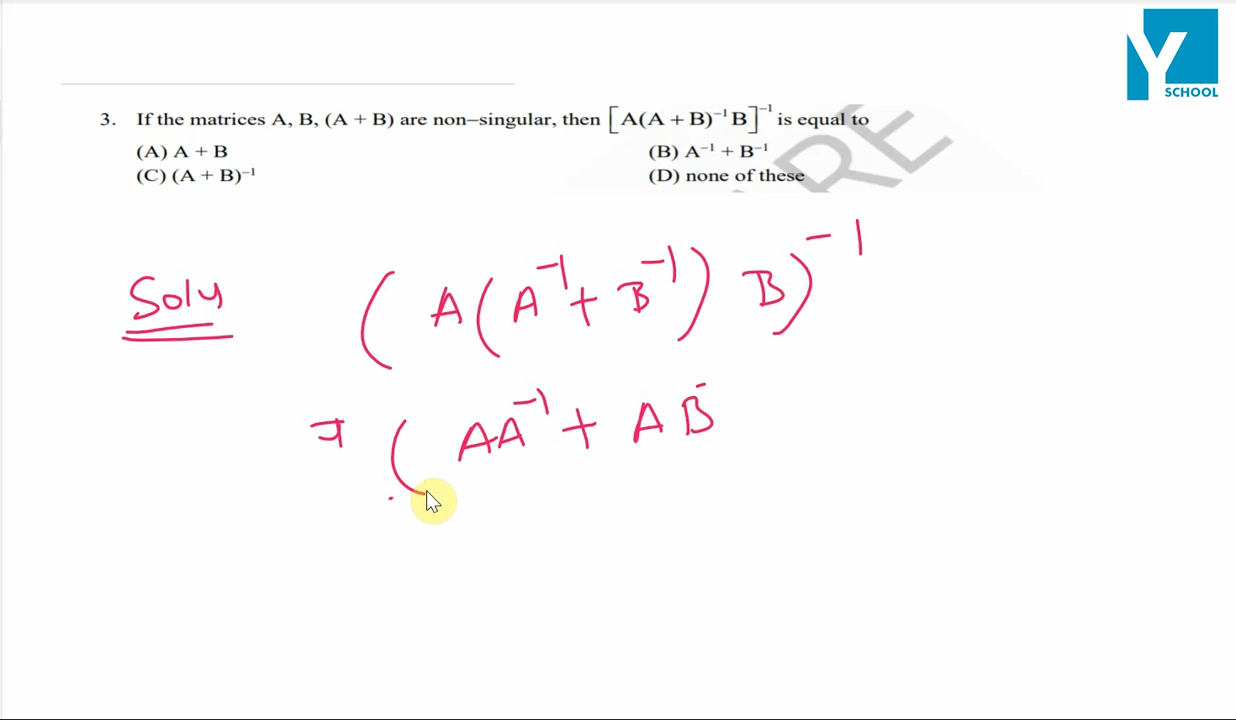 Y
SCHOOL
3. If the matrices A, B, (A + B) are non–singular, then [A(A + B)⁻¹B]⁻¹ is equal to
(A) A + B (B) A⁻¹ + B⁻¹
(C) (A + B)⁻¹ (D) none of these
Soln (A(A⁻¹ + B⁻¹) B)⁻¹
(AA⁻¹ + AB⁻